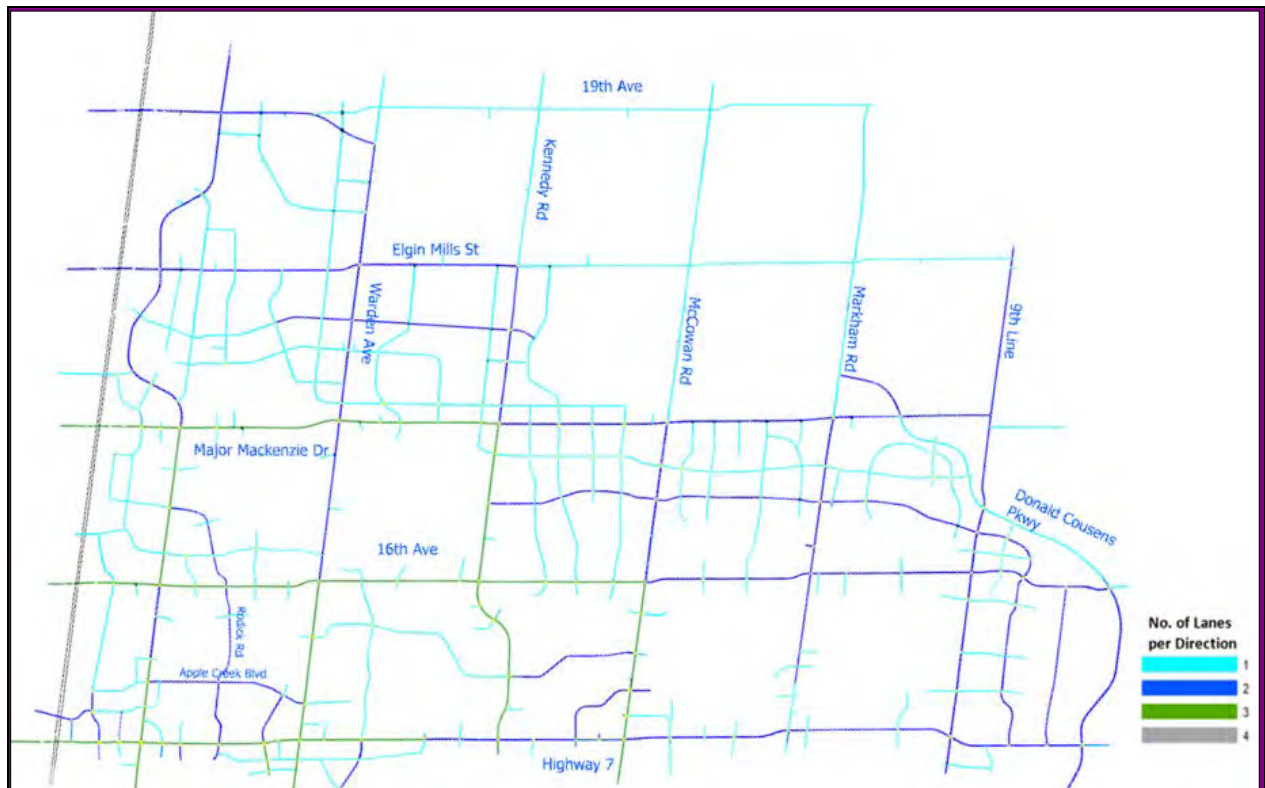 19th Ave
Kennedy Rd
Elgin Mills St
Warden Ave
McCowan Rd
Markham Rd
9th Line
Major Mackenzie Dr
Donald Cousens
Pkwy
16th Ave
Rodick Rd
Apple Creek Blvd
Highway 7
No. of Lanes
per Direction
1
2
3
4